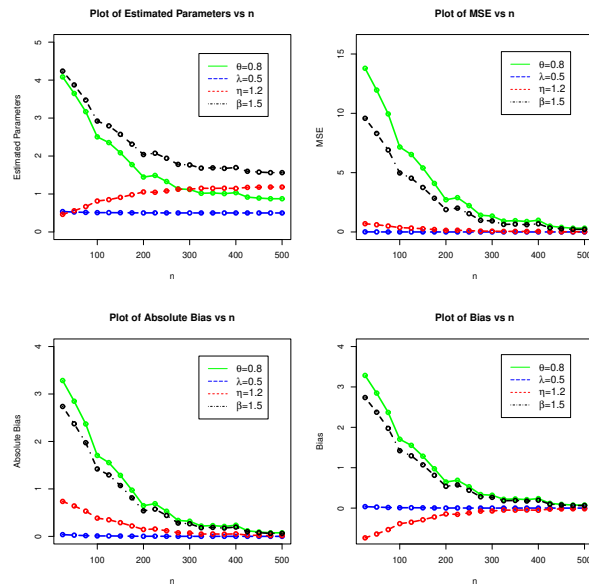 Plot of Estimated Parameters vs n
Estimated Parameters
0 1 2 3 4 5
100 200 300 400 500
n
θ=0.8
λ=0.5
η=1.2
β=1.5
Plot of MSE vs n
MSE
0 5 10 15
100 200 300 400 500
n
θ=0.8
λ=0.5
η=1.2
β=1.5
Plot of Absolute Bias vs n
Absolute Bias
0 1 2 3 4
100 200 300 400 500
n
θ=0.8
λ=0.5
η=1.2
β=1.5
Plot of Bias vs n
Bias
0 1 2 3 4
100 200 300 400 500
n
θ=0.8
λ=0.5
η=1.2
β=1.5